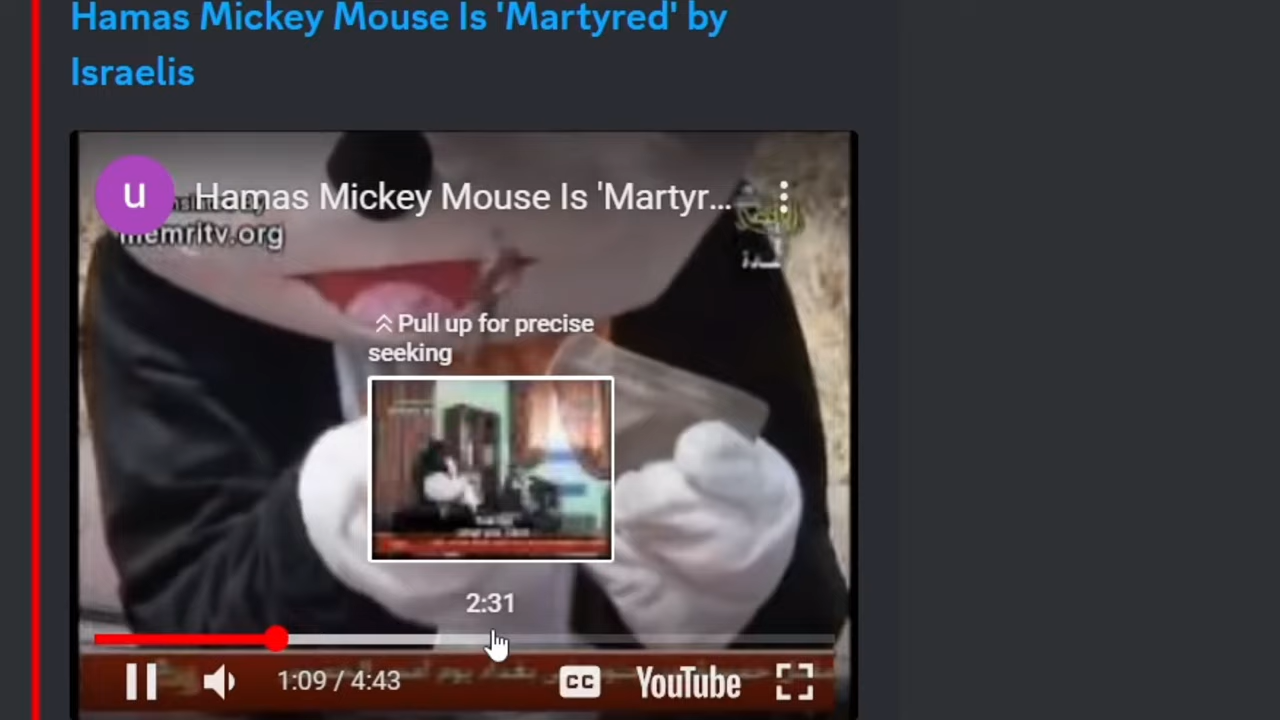 Hamas Mickey Mouse Is 'Martyred' by
Israelis
u
Hamas Mickey Mouse Is 'Martyr...
memritv.org
Pull up for precise
seeking
2:31
1:09 / 4:43
CC
YouTube